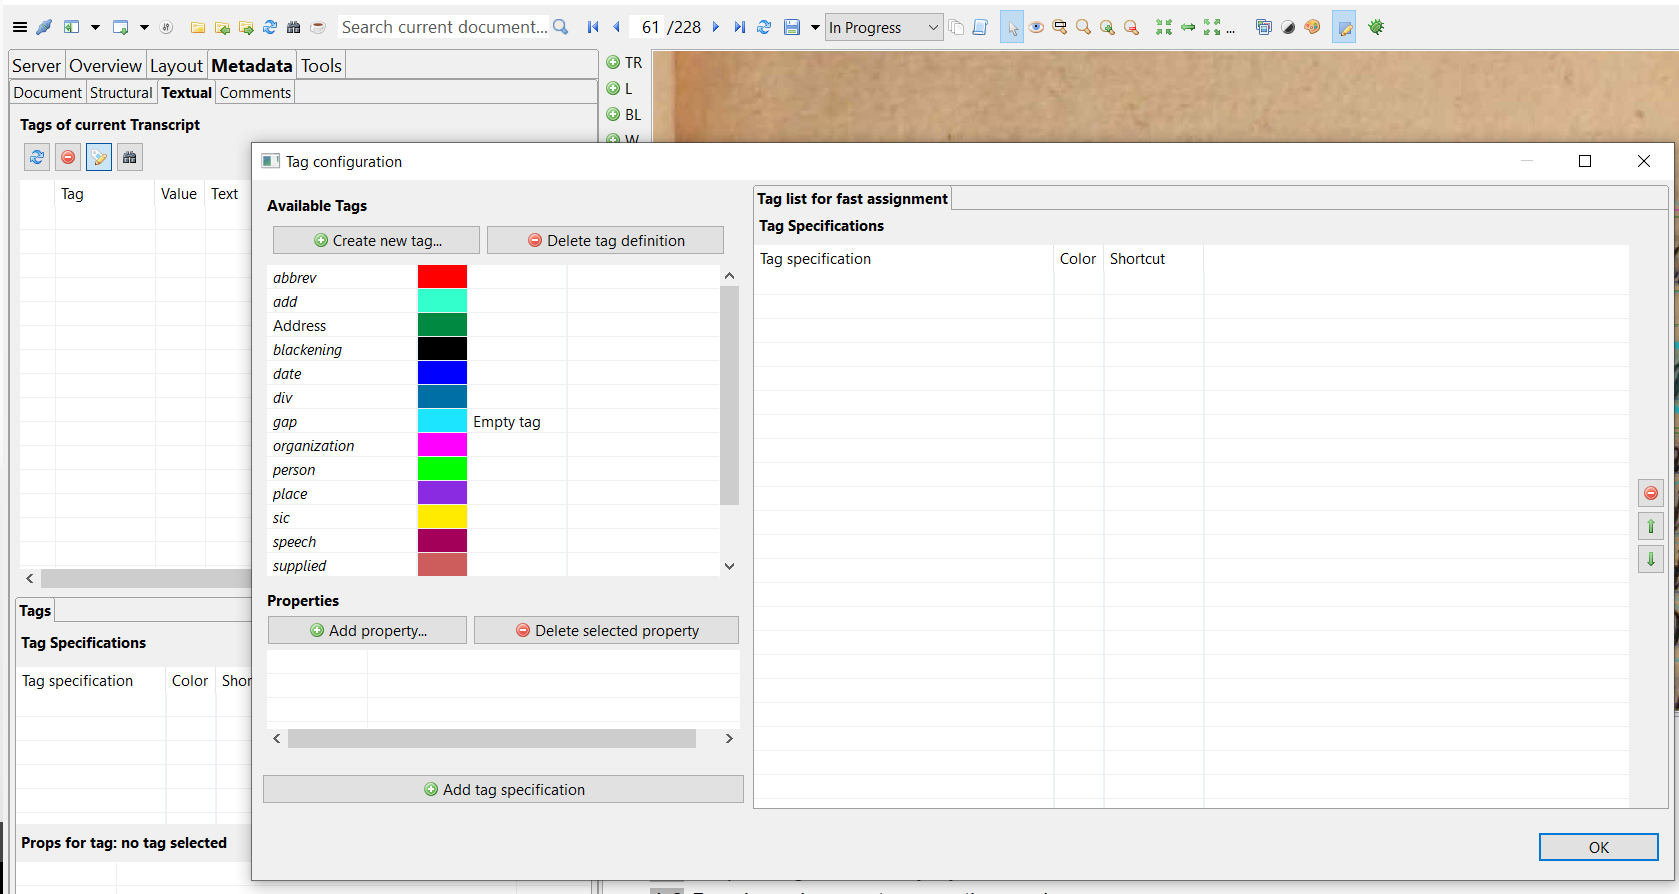 Search current document...
61 /228
In Progress
...
Server Overview Layout Metadata Tools
Document Structural Textual Comments
TR
L
BL
W
Tags of current Transcript
Tag Value Text
Tags
Tag Specifications
Tag specification Color Shor
Props for tag: no tag selected
Tag configuration
Available Tags
Create new tag... Delete tag definition
abbrev
add
Address
blackening
date
div
gap Empty tag
organization
person
place
sic
speech
supplied
Properties
Add property... Delete selected property
Add tag specification
Tag list for fast assignment
Tag Specifications
Tag specification Color Shortcut
OK